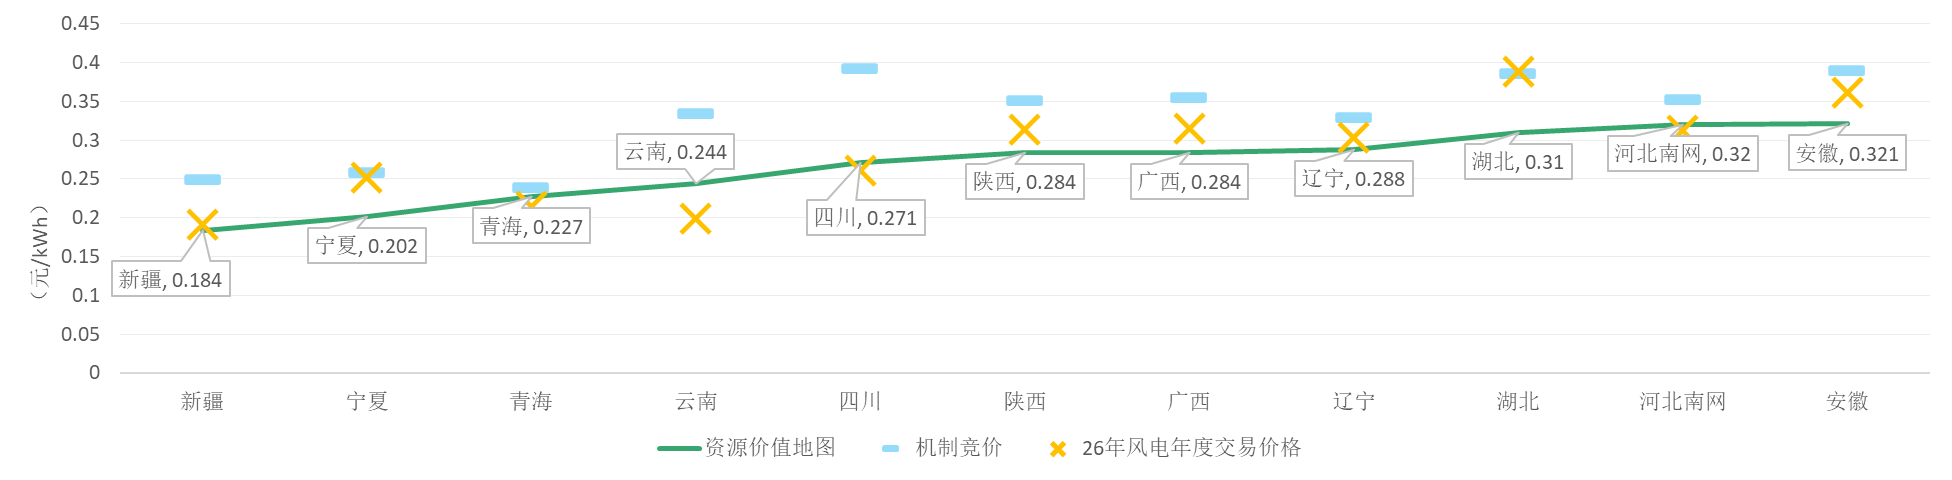 0.45
0.4
0.35
0.3
0.25
0.2
0.15
0.1
0.05
0
（元/kWh）
新疆, 0.184
宁夏, 0.202
青海, 0.227
云南, 0.244
四川, 0.271
陕西, 0.284
广西, 0.284
辽宁, 0.288
湖北, 0.31
河北南网, 0.32
安徽, 0.321
新疆 宁夏 青海 云南 四川 陕西 广西 辽宁 湖北 河北南网 安徽
资源价值地图 机制竞价 26年风电年度交易价格